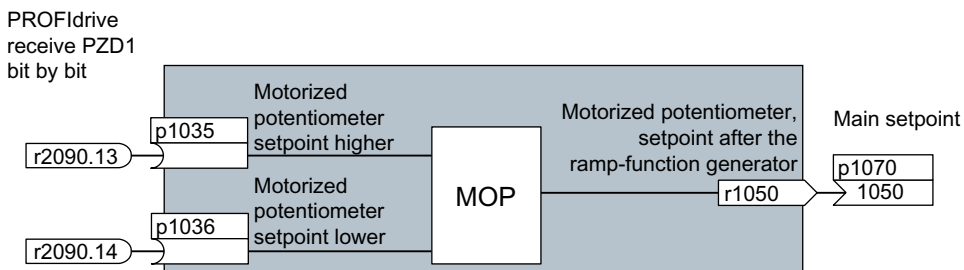 PROFIdrive
receive PZD1
bit by bit
Motorized
potentiometer
setpoint higher
p1035
r2090.13
Motorized
potentiometer
setpoint lower
p1036
r2090.14
MOP
Motorized potentiometer,
setpoint after the
ramp-function generator
r1050
Main setpoint
p1070
1050